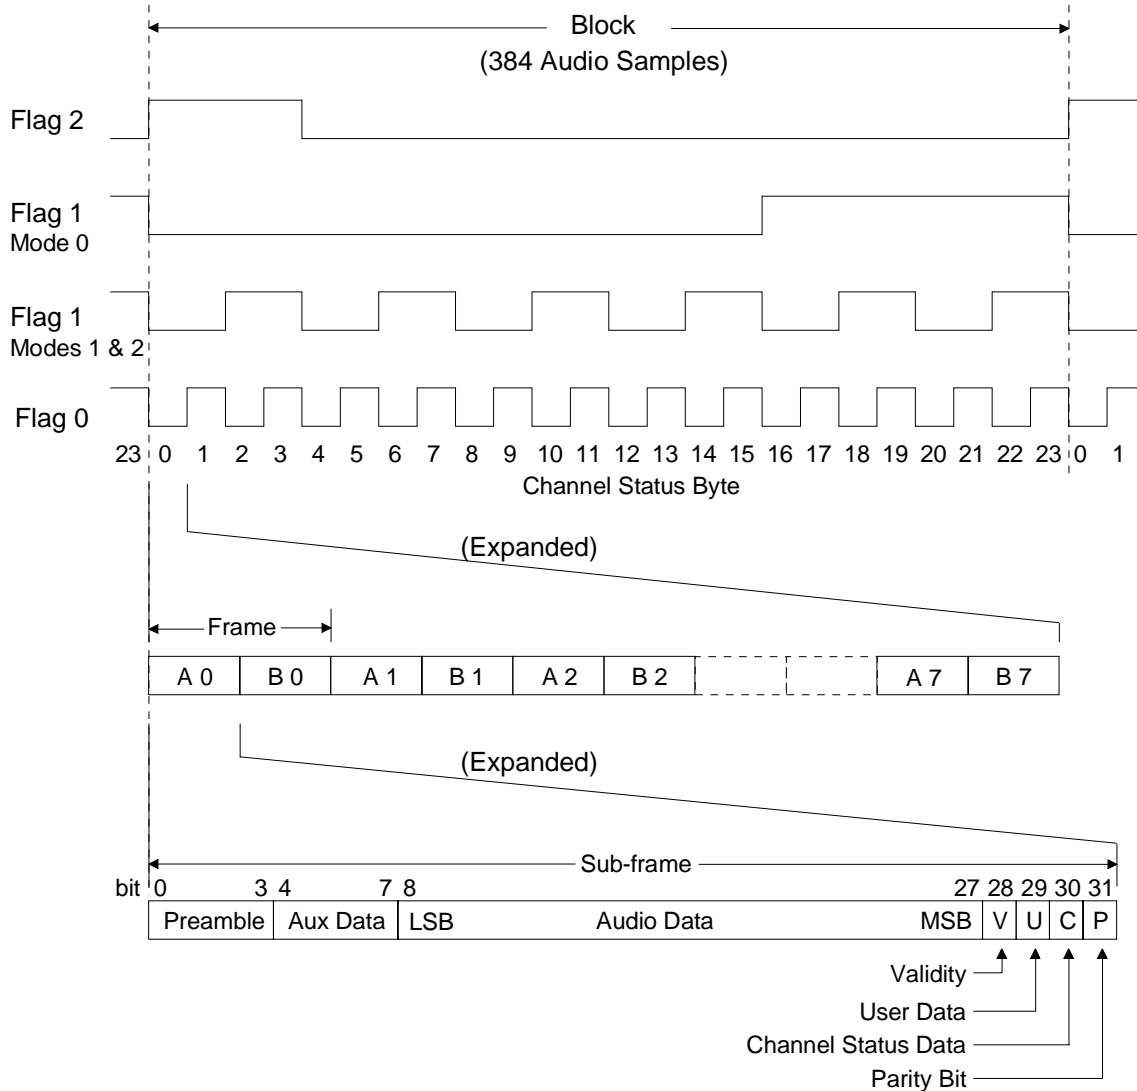 Block
(384 Audio Samples)
Flag 2
Flag 1
Mode 0
Flag 1
Modes 1 & 2
Flag 0
23 0 1 2 3 4 5 6 7 8 9 10 11 12 13 14 15 16 17 18 19 20 21 22 23 0 1
Channel Status Byte
(Expanded)
Frame
A 0 B 0 A 1 B 1 A 2 B 2 A 7 B 7
(Expanded)
Sub-frame
bit 0 3 4 7 8 27 28 29 30 31
Preamble Aux Data LSB Audio Data MSB V U C P
Validity
User Data
Channel Status Data
Parity Bit